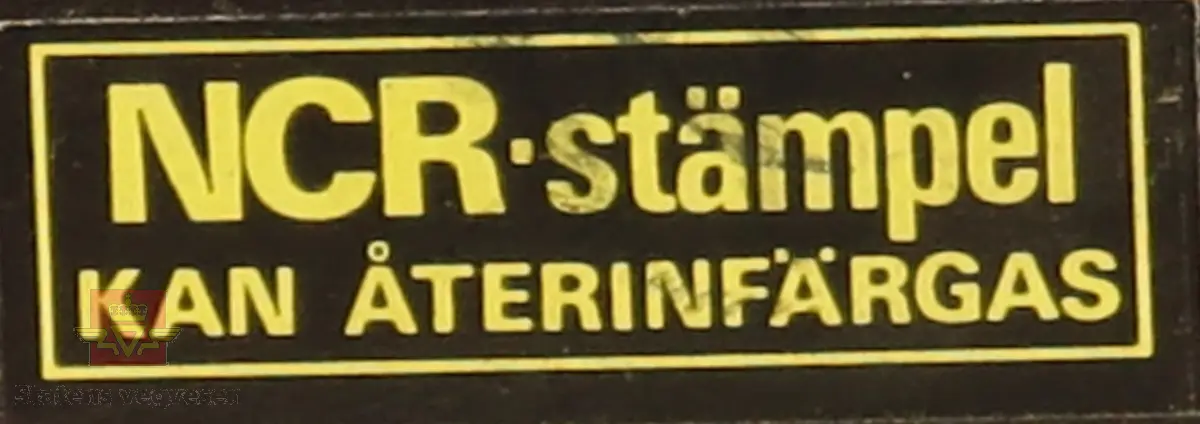 NCR-stämpel
KAN ÅTERINFÄRGAS
Statens vegvesen